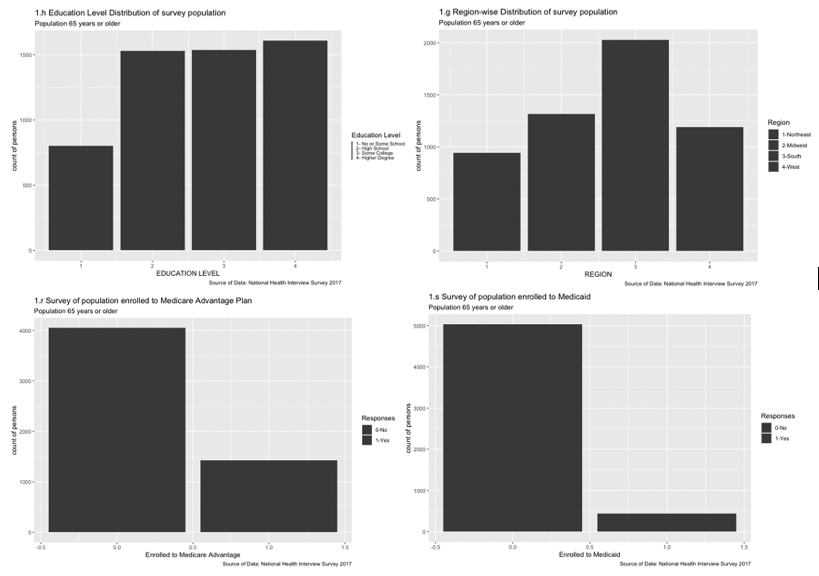 1.h Education Level Distribution of survey population
Population 65 years or older
count of persons
1500
1000
500
0
1 2 3 4
EDUCATION LEVEL
Education Level
1- No or Some School
2- High School
3- Some College
4- Higher Degree
Source of Data: National Health Interview Survey 2017
1.g Region-wise Distribution of survey population
Population 65 years or older
count of persons
2000
1500
1000
500
0
1 2 3 4
REGION
Region
1-Northeast
2-Midwest
3-South
4-West
Source of Data: National Health Interview Survey 2017
1.r Survey of population enrolled to Medicare Advantage Plan
Population 65 years or older
count of persons
4000
3000
2000
1000
0
-0.5 0.0 0.5 1.0 1.5
Enrolled to Medicare Advantage
Responses
0-No
1-Yes
Source of Data: National Health Interview Survey 2017
1.s Survey of population enrolled to Medicaid
Population 65 years or older
count of persons
5000
4000
3000
2000
1000
0
-0.5 0.0 0.5 1.0 1.5
Enrolled to Medicaid
Responses
0-No
1-Yes
Source of Data: National Health Interview Survey 2017